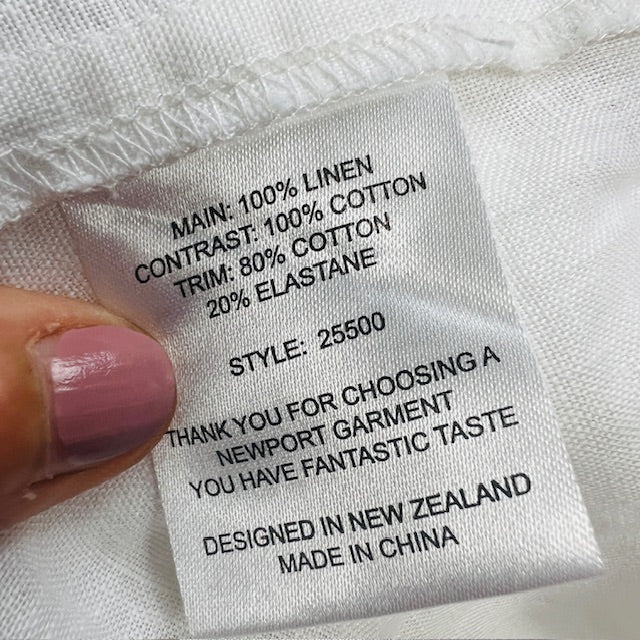 MAIN: 100% LINEN
CONTRAST: 100% COTTON
TRIM: 80% COTTON
20% ELASTANE
STYLE: 25500
THANK YOU FOR CHOOSING A
NEWPORT GARMENT
YOU HAVE FANTASTIC TASTE
DESIGNED IN NEW ZEALAND
MADE IN CHINA